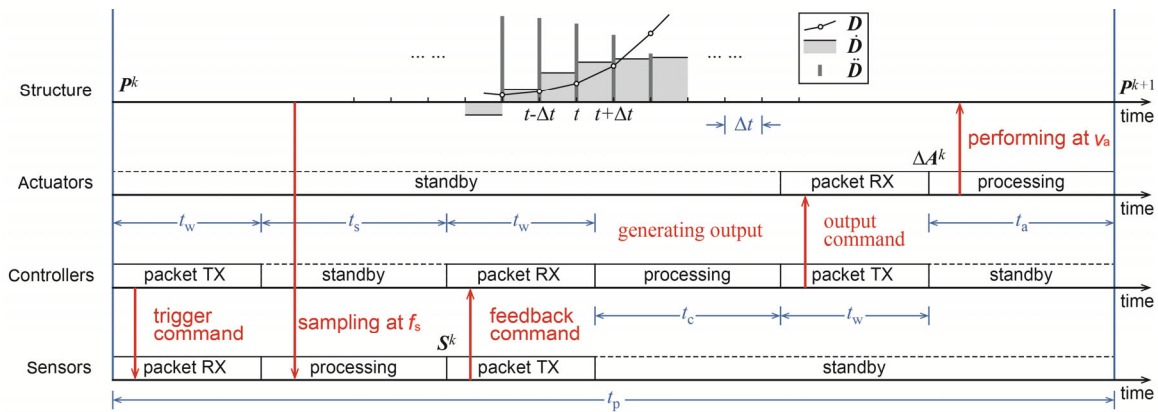 D
Ḋ
D̈
... ...
... ...
Structure
P^k
P^{k+1}
t-Δt
t
t+Δt
Δt
time
performing at v_a
ΔA^k
Actuators
standby
packet RX
processing
time
t_w
t_s
t_w
generating output
output
command
t_a
Controllers
packet TX
standby
packet RX
processing
packet TX
standby
time
trigger
command
sampling at f_s
feedback
command
t_c
t_w
S^k
Sensors
packet RX
processing
packet TX
standby
time
t_p